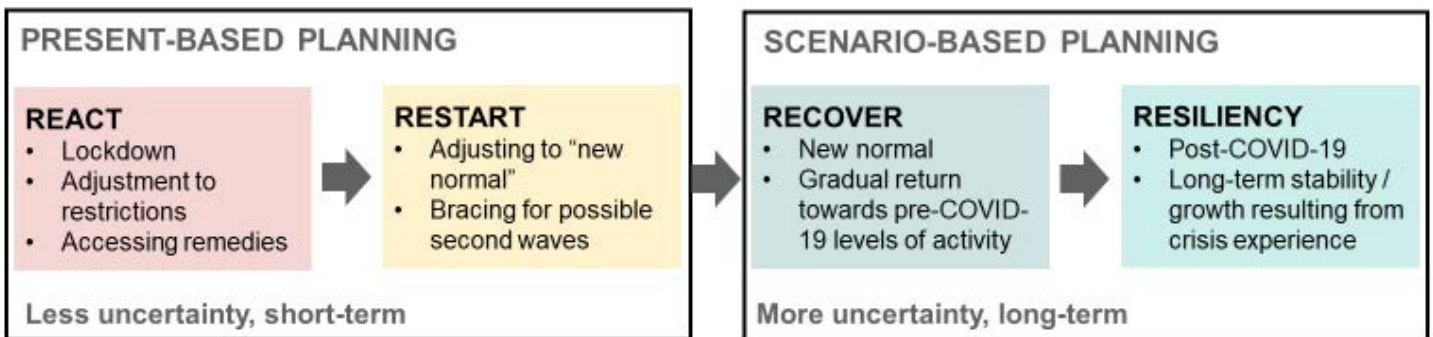 PRESENT-BASED PLANNING
REACT
• Lockdown
• Adjustment to
restrictions
• Accessing remedies
RESTART
• Adjusting to “new
normal”
• Bracing for possible
second waves
Less uncertainty, short-term
SCENARIO-BASED PLANNING
RECOVER
• New normal
• Gradual return
towards pre-COVID-
19 levels of activity
RESILIENCY
• Post-COVID-19
• Long-term stability /
growth resulting from
crisis experience
More uncertainty, long-term